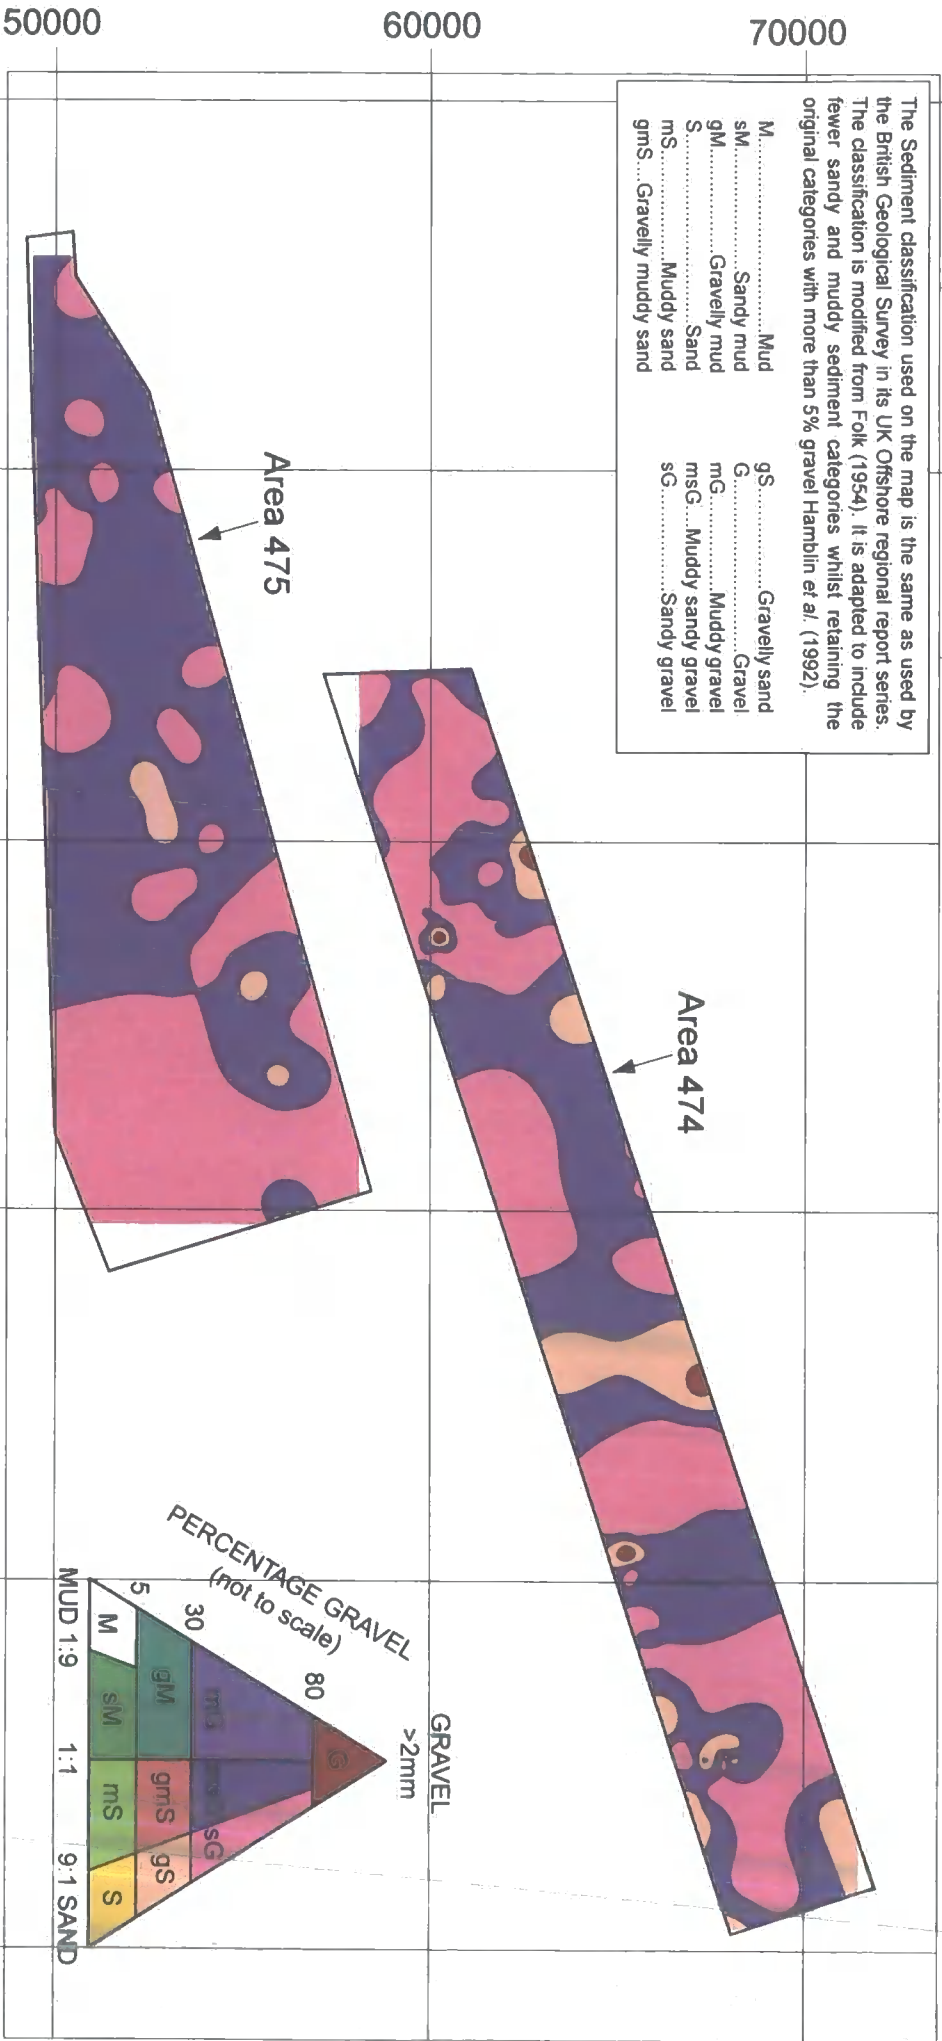 50000
60000
70000
The Sediment classification used on the map is the same as used by
the British Geological Survey in its UK Offshore regional report series.
The classification is modified from Folk (1954). It is adapted to include
fewer sandy and muddy sediment categories whilst retaining the
original categories with more than 5% gravel Hamblin et al. (1992).
M..................Mud
sM...............Sandy mud
gM...............Gravelly mud
S...................Sand
mS...............Muddy sand
gmS....Gravelly muddy sand
gS...............Gravelly sand
G..................Gravel
mG...............Muddy gravel
msG...Muddy sandy gravel
sG...............Sandy gravel
Area 475
Area 474
PERCENTAGE GRAVEL
(not to scale)
GRAVEL
>2mm
80
30
5
G
mG
sG
gM
gmS
gS
M
sM
mS
S
MUD 1:9
1:1
9:1 SAND